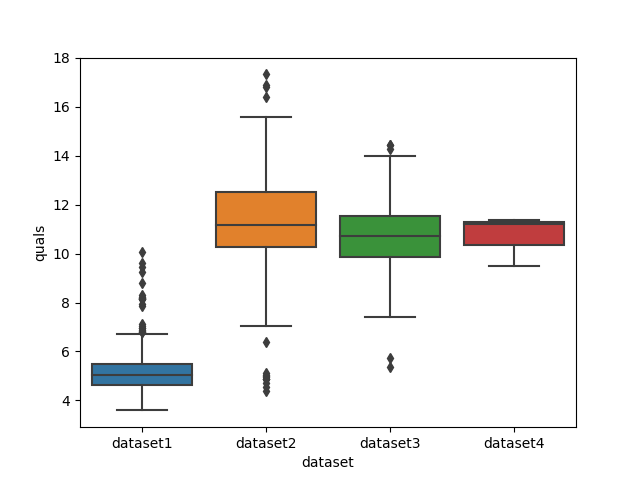 18
16
14
12
10
8
6
4
quals
dataset1
dataset2
dataset3
dataset4
dataset